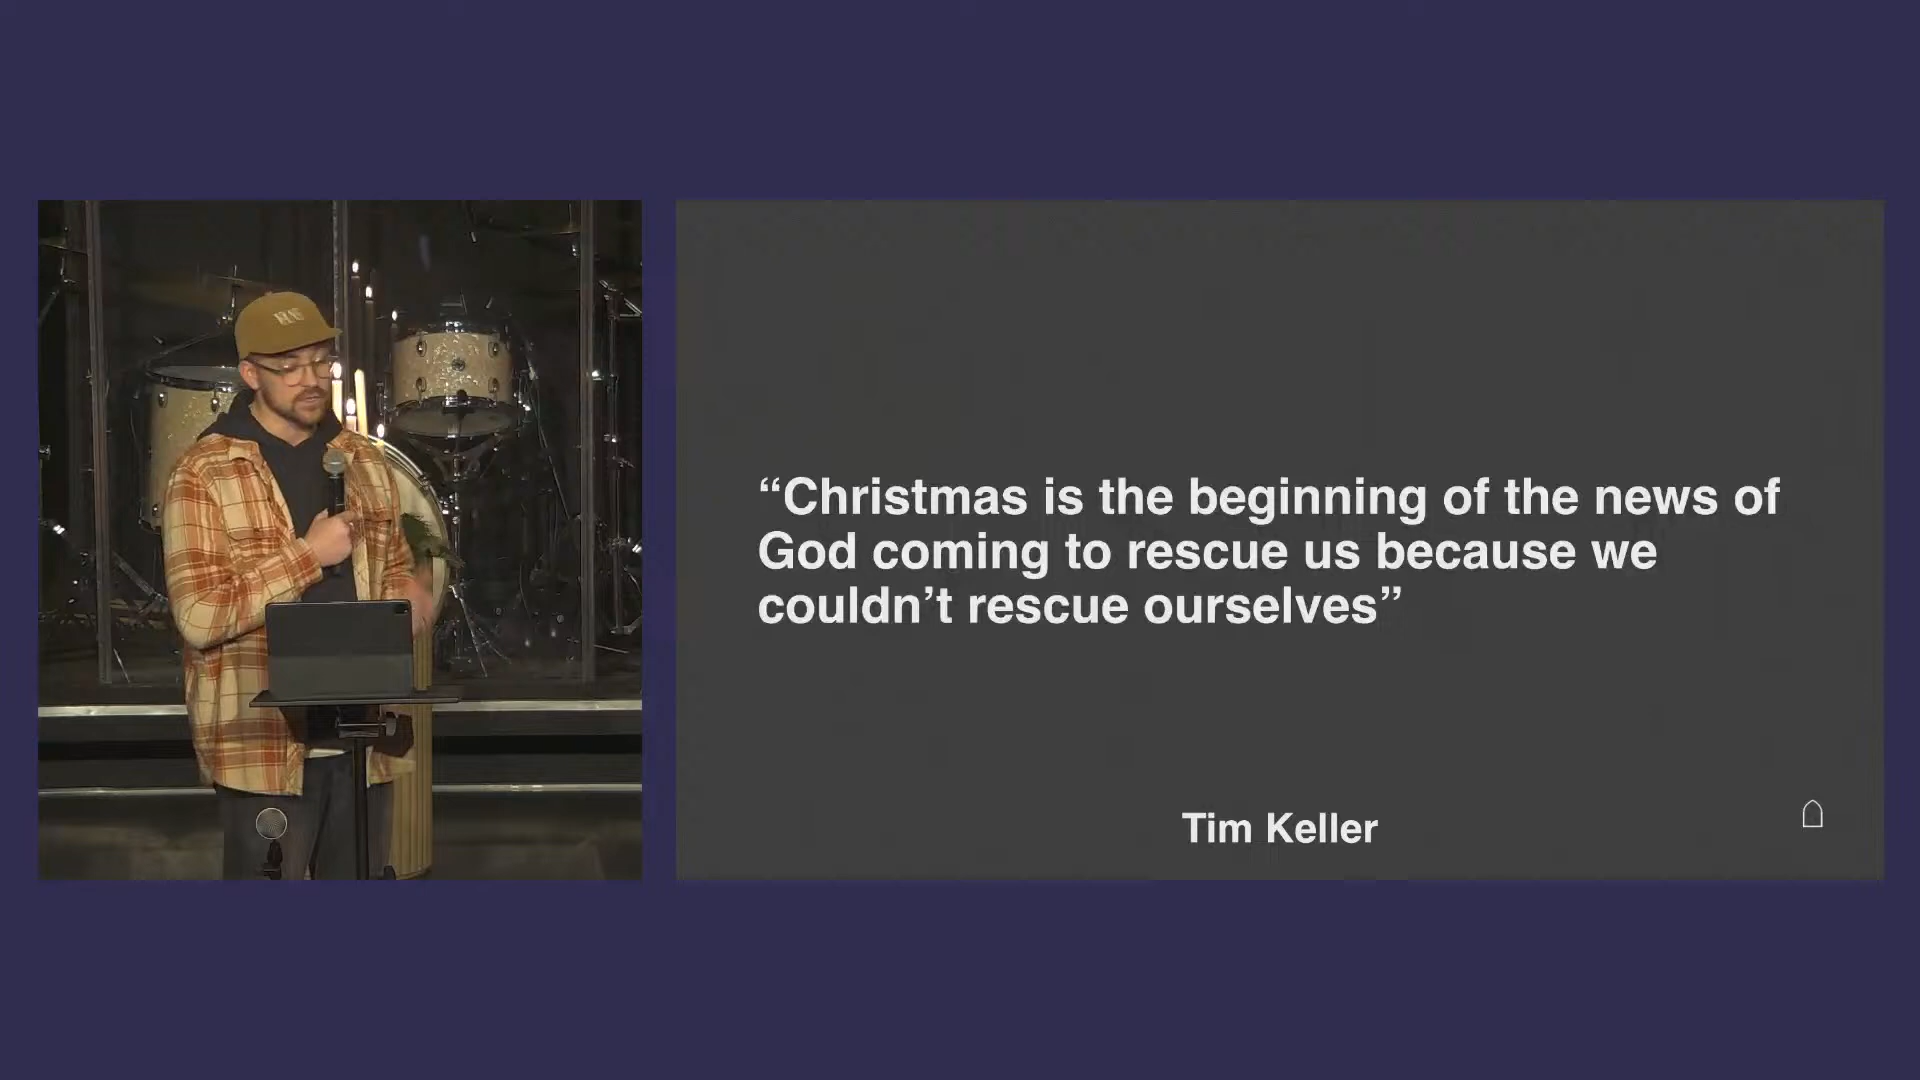 “Christmas is the beginning of the news of
God coming to rescue us because we
couldn’t rescue ourselves”
Tim Keller